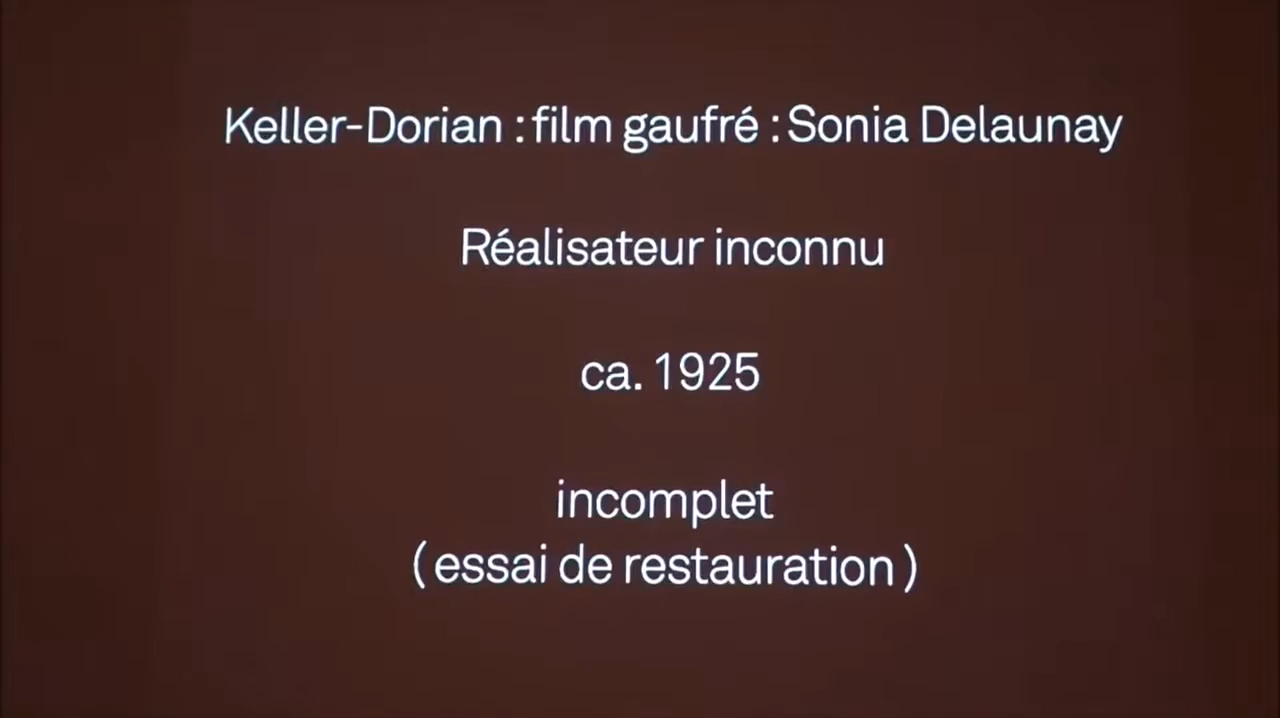 Keller-Dorian : film gaufré : Sonia Delaunay
Réalisateur inconnu
ca. 1925
incomplet
( essai de restauration )